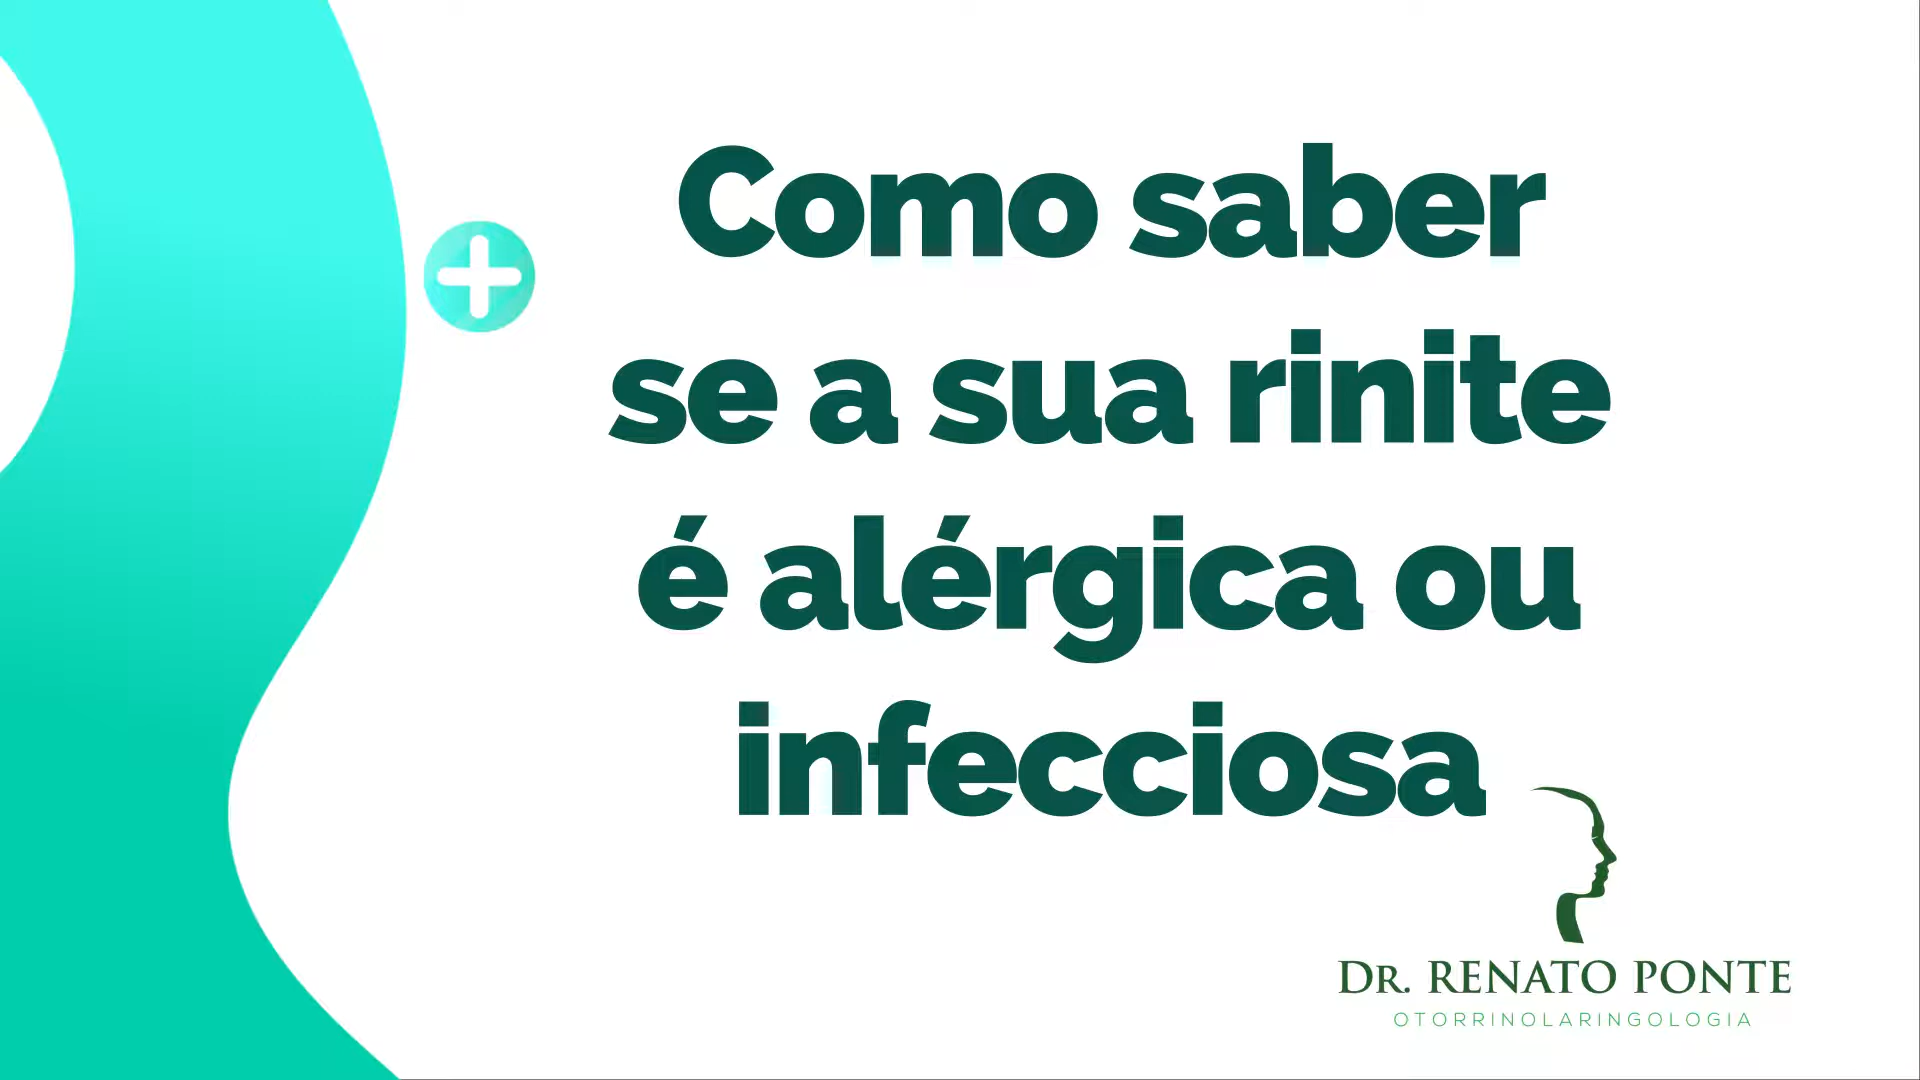 Como saber
se a sua rinite
é alérgica ou
infecciosa
DR. RENATO PONTE
OTORRINOLARINGOLOGIA